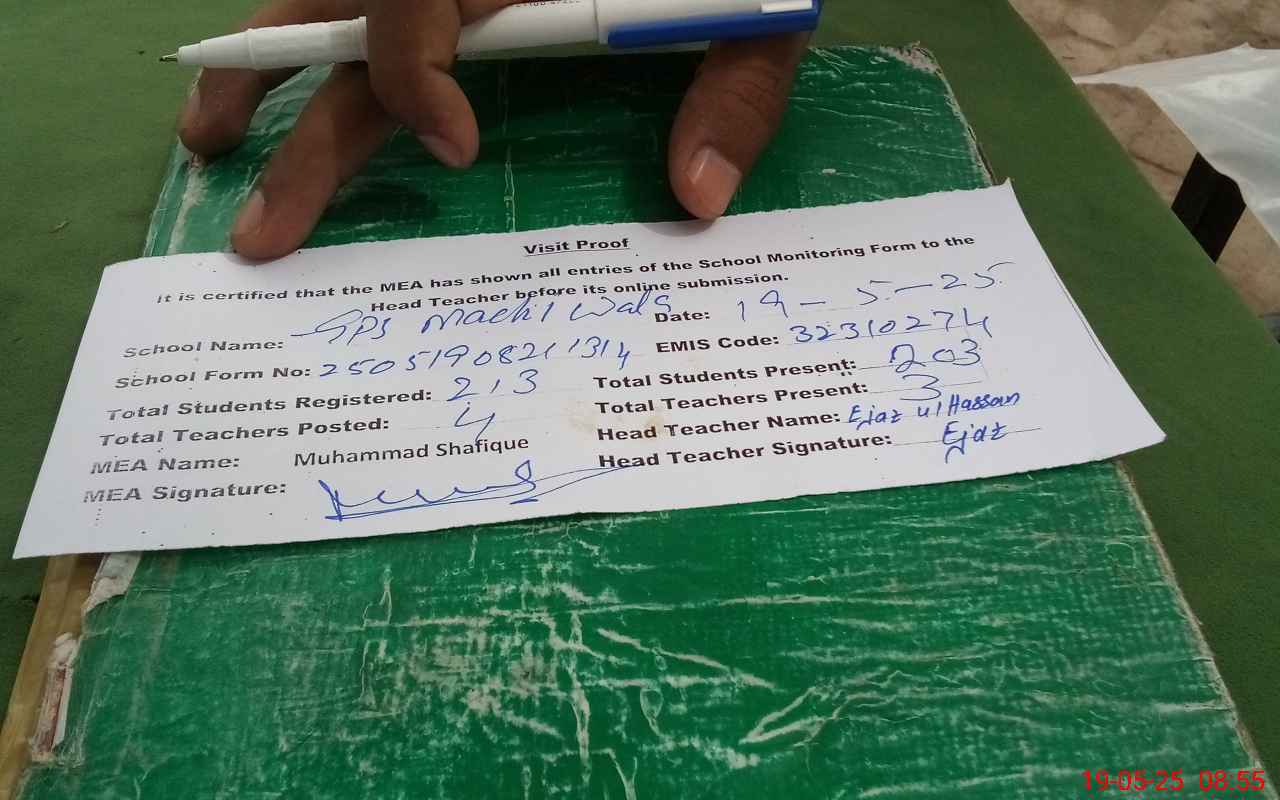 Visit Proof
It is certified that the MEA has shown all entries of the School Monitoring Form to the
Head Teacher before its online submission.
School Name: GPS Machi Wala Date: 19-5-25
School Form No: 250519082111314 EMIS Code: 32310274
Total Students Registered: 213 Total Students Present: 203
Total Teachers Posted: 4 Total Teachers Present: 3
MEA Name: Muhammad Shafique Head Teacher Name: Ejaz ul Hassan
MEA Signature: Head Teacher Signature: Ejaz
19-05-25 08:55